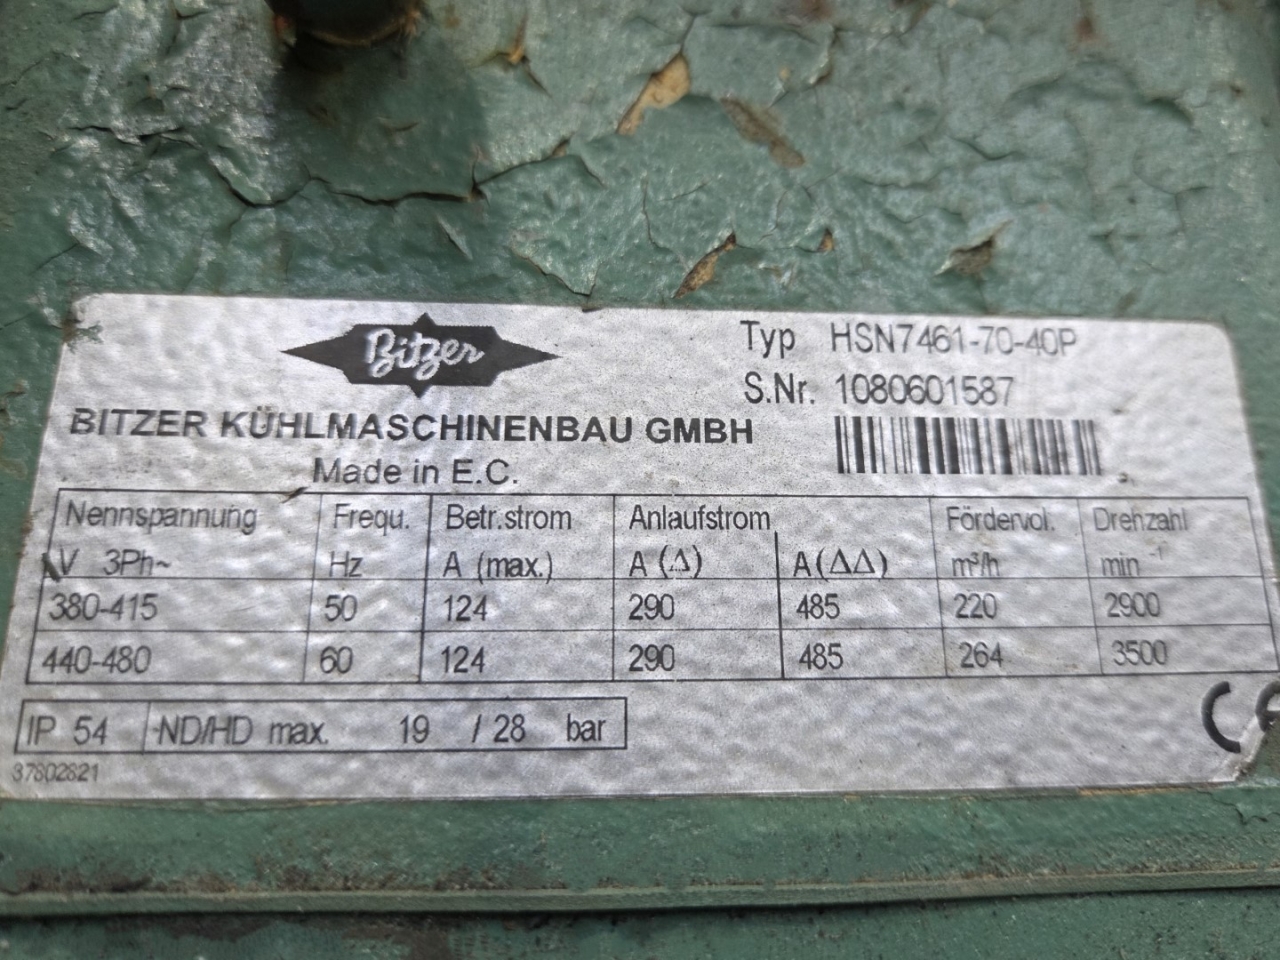 Bitzer
Typ HSN7461-70-40P
S.Nr. 1080601587
BITZER KÜHLMASCHINENBAU GMBH
Made in E.C.
Nennspannung Frequ. Betr.strom Anlaufstrom Fördervol. Drehzahl
V 3Ph~ Hz A (max.) A (Δ) A (ΔΔ) m³/h min⁻¹
380-415 50 124 290 485 220 2900
440-480 60 124 290 485 264 3500
IP 54 ND/HD max. 19 / 28 bar
CE
37802821